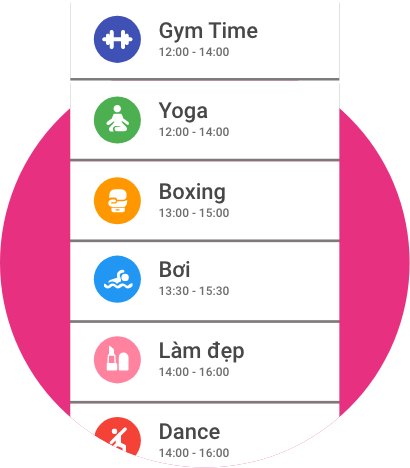 Gym Time
12:00 - 14:00
Yoga
12:00 - 14:00
Boxing
13:00 - 15:00
Bơi
13:30 - 15:30
Làm đẹp
14:00 - 16:00
Dance
14:00 - 16:00